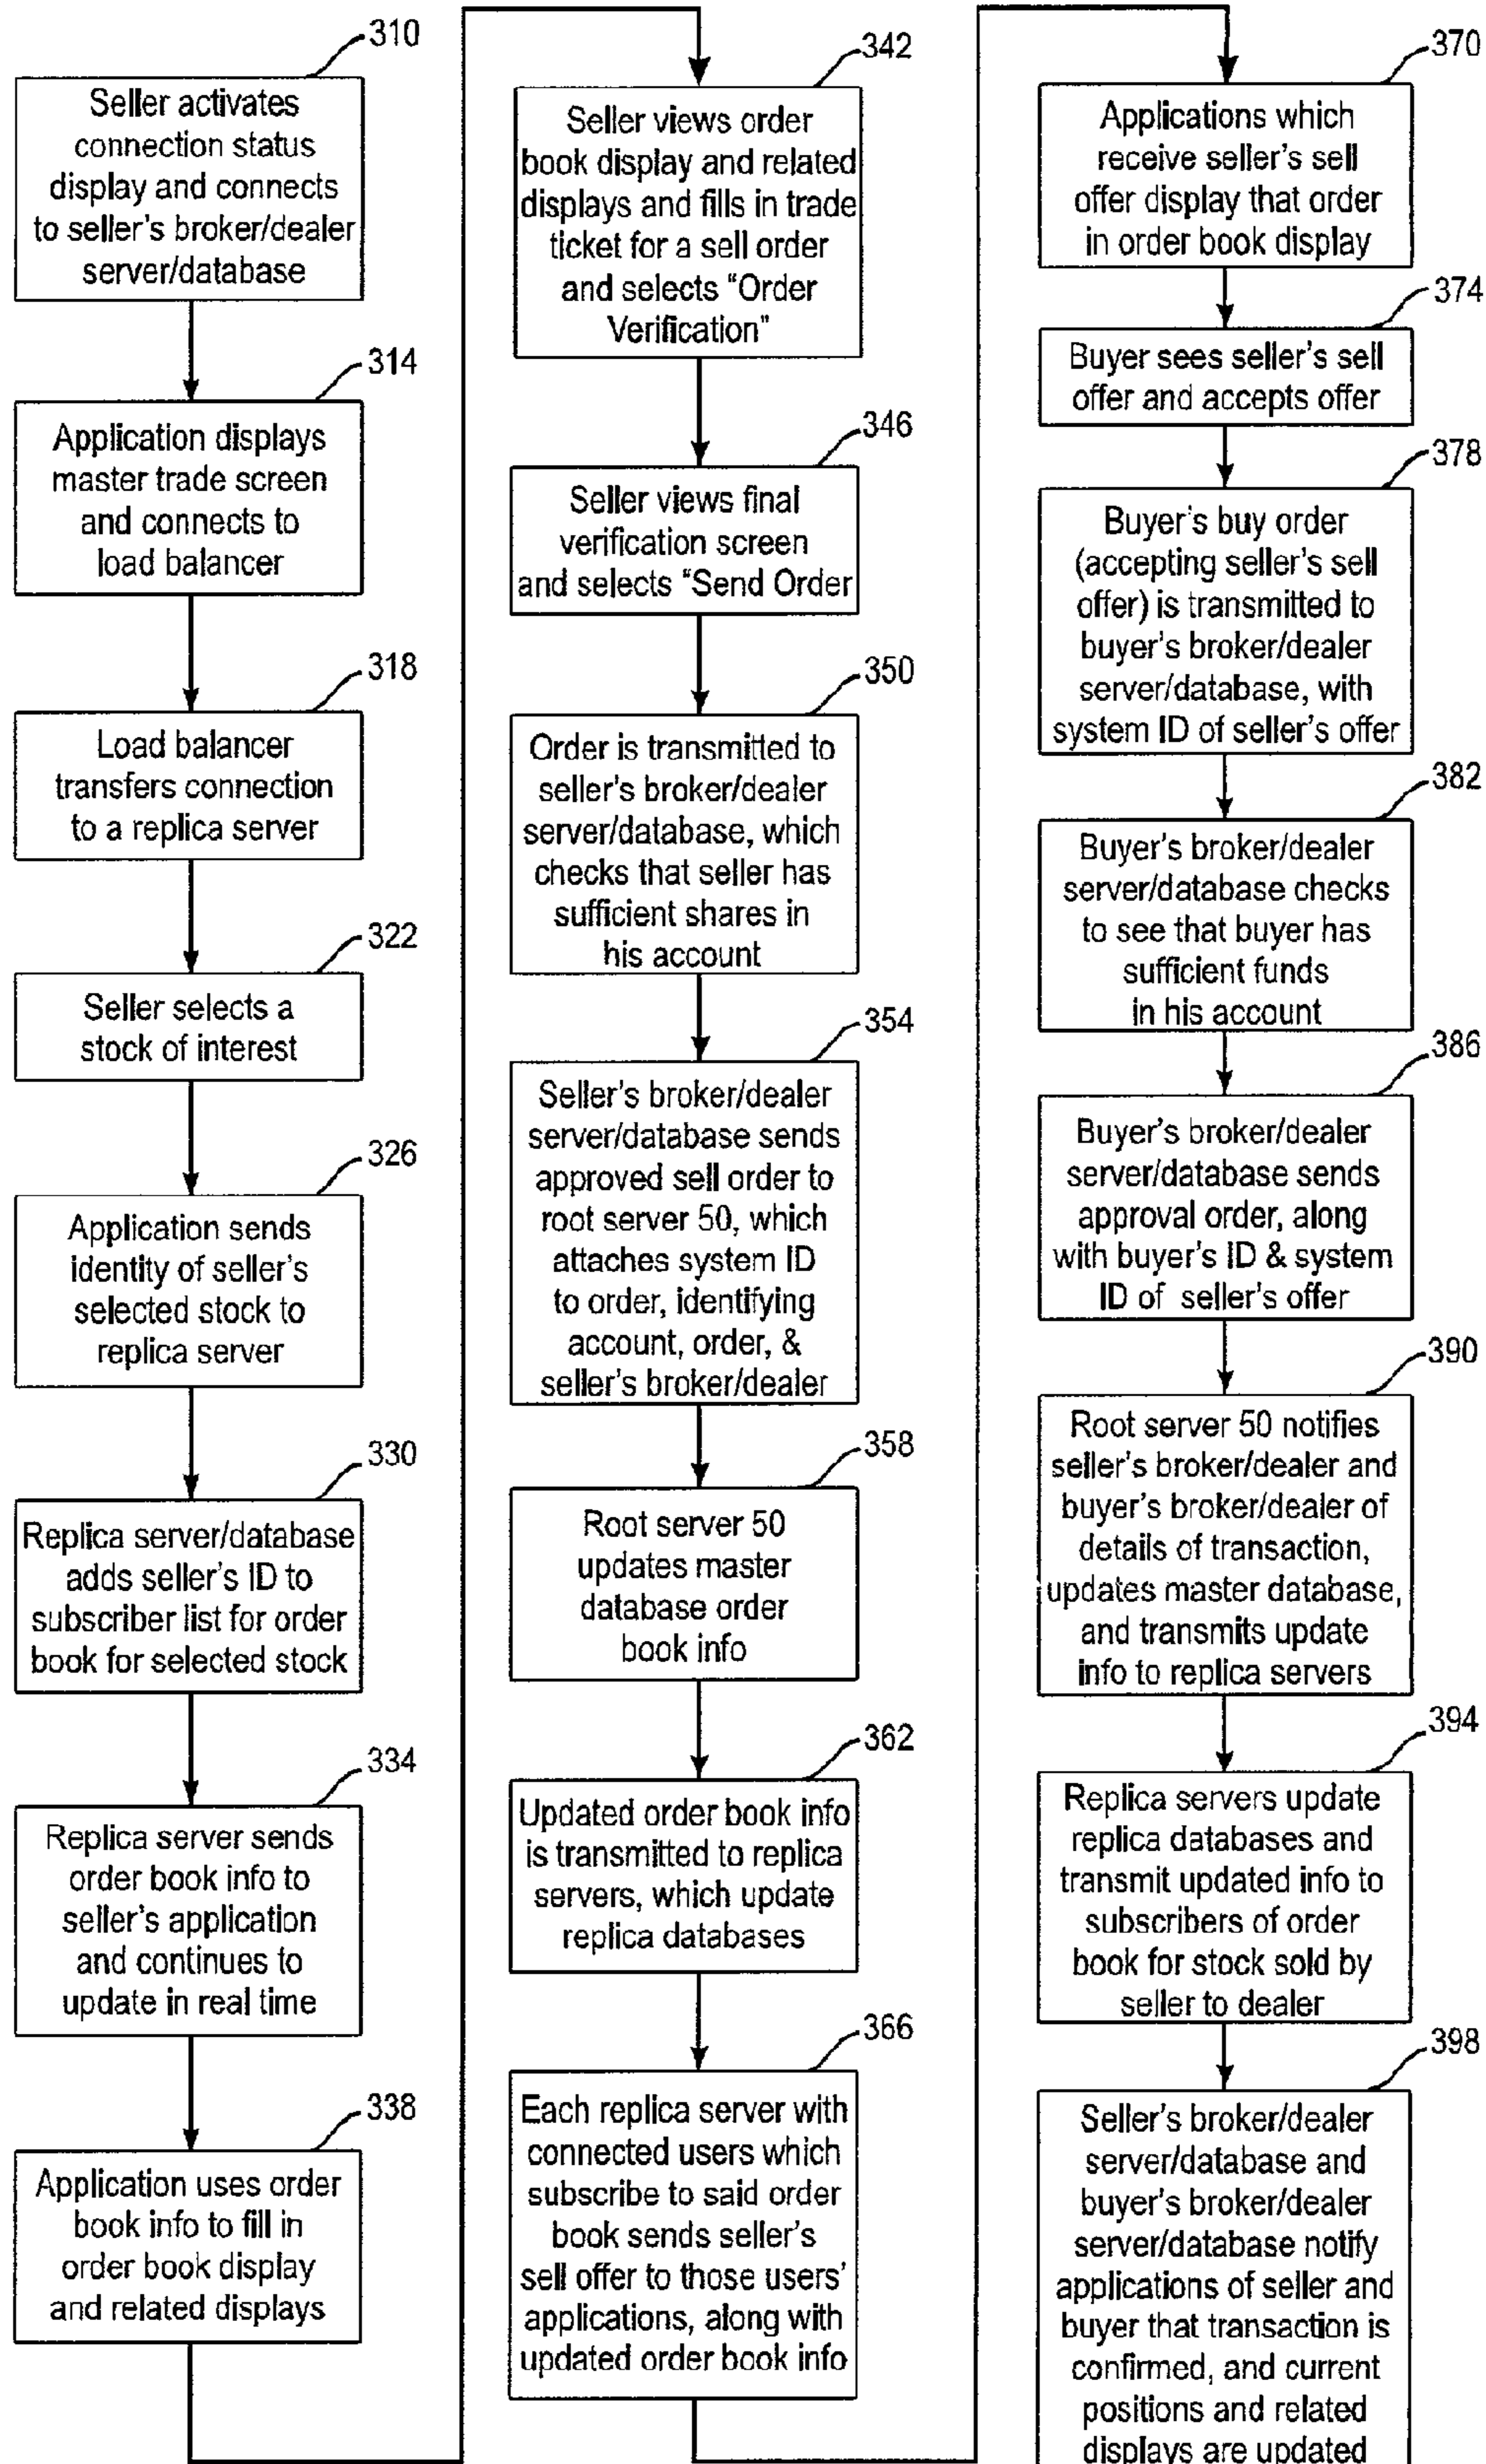 310
Seller activates
connection status
display and connects
to seller's broker/dealer
server/database
314
Application displays
master trade screen
and connects to
load balancer
318
Load balancer
transfers connection
to a replica server
322
Seller selects a
stock of interest
326
Application sends
identity of seller's
selected stock to
replica server
330
Replica server/database
adds seller's ID to
subscriber list for order
book for selected stock
334
Replica server sends
order book info to
seller's application
and continues to
update in real time
338
Application uses order
book info to fill in
order book display
and related displays
342
Seller views order
book display and related
displays and fills in trade
ticket for a sell order
and selects "Order
Verification"
346
Seller views final
verification screen
and selects "Send Order
350
Order is transmitted to
seller's broker/dealer
server/database, which
checks that seller has
sufficient shares in
his account
354
Seller's broker/dealer
server/database sends
approved sell order to
root server 50, which
attaches system ID
to order, identifying
account, order, &
seller's broker/dealer
358
Root server 50
updates master
database order
book info
362
Updated order book info
is transmitted to replica
servers, which update
replica databases
366
Each replica server with
connected users which
subscribe to said order
book sends seller's
sell offer to those users'
applications, along with
updated order book info
370
Applications which
receive seller's sell
offer display that order
in order book display
374
Buyer sees seller's sell
offer and accepts offer
378
Buyer's buy order
(accepting seller's sell
offer) is transmitted to
buyer's broker/dealer
server/database, with
system ID of seller's offer
382
Buyer's broker/dealer
server/database checks
to see that buyer has
sufficient funds
in his account
386
Buyer's broker/dealer
server/database sends
approval order, along
with buyer's ID & system
ID of seller's offer
390
Root server 50 notifies
seller's broker/dealer and
buyer's broker/dealer of
details of transaction,
updates master database,
and transmits update
info to replica servers
394
Replica servers update
replica databases and
transmit updated info to
subscribers of order
book for stock sold by
seller to dealer
398
Seller's broker/dealer
server/database and
buyer's broker/dealer
server/database notify
applications of seller and
buyer that transaction is
confirmed, and current
positions and related
displays are updated